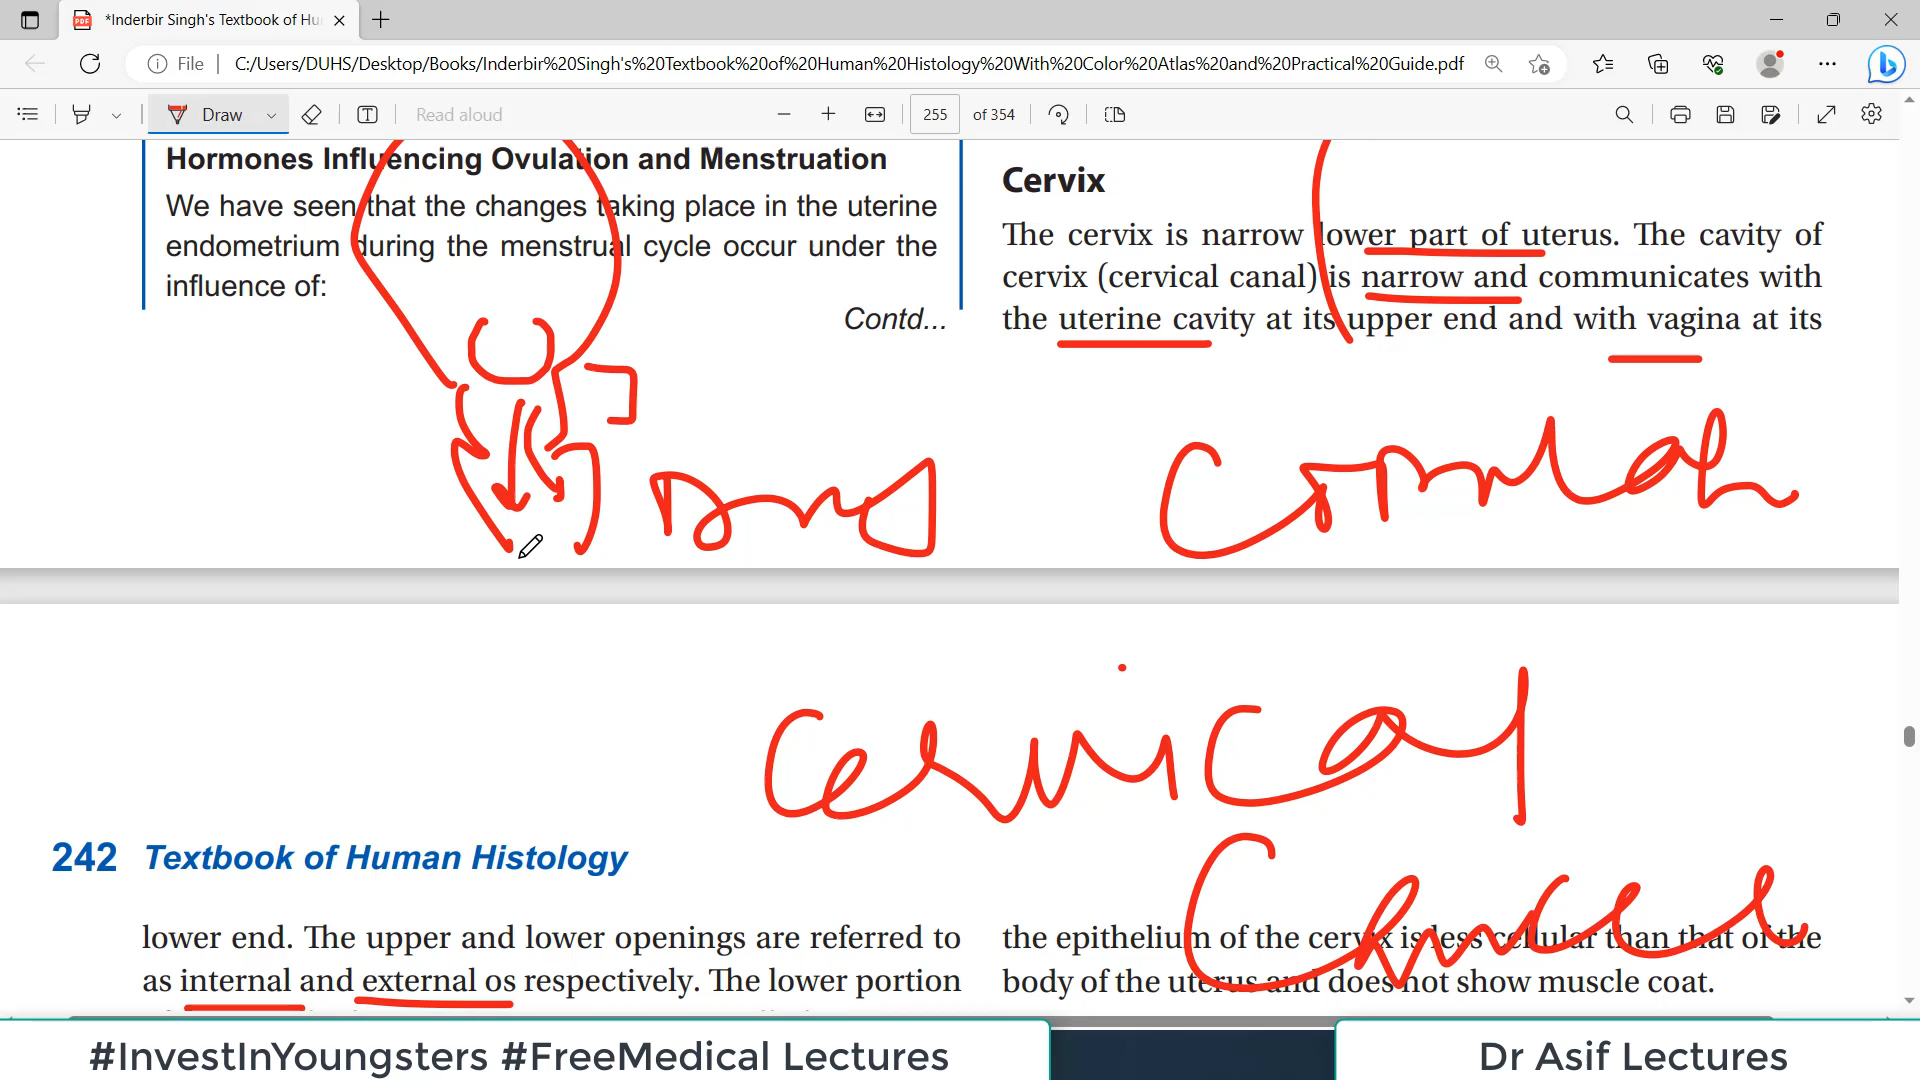 *Inderbir Singh's Textbook of Hu
File
C:/Users/DUHS/Desktop/Books/Inderbir%20Singh's%20Textbook%20of%20Human%20Histology%20With%20Color%20Atlas%20and%20Practical%20Guide.pdf
Draw
Read aloud
255 of 354
Hormones Influencing Ovulation and Menstruation
We have seen that the changes taking place in the uterine
endometrium during the menstrual cycle occur under the
influence of:
Contd...
Cervix
The cervix is narrow lower part of uterus. The cavity of
cervix (cervical canal) is narrow and communicates with
the uterine cavity at its upper end and with vagina at its
Cervical
242 Textbook of Human Histology
lower end. The upper and lower openings are referred to
as internal and external os respectively. The lower portion
the epithelium of the cervix is less cellular than that of the
body of the uterus and does not show muscle coat.
#InvestInYoungsters #FreeMedical Lectures
Dr Asif Lectures